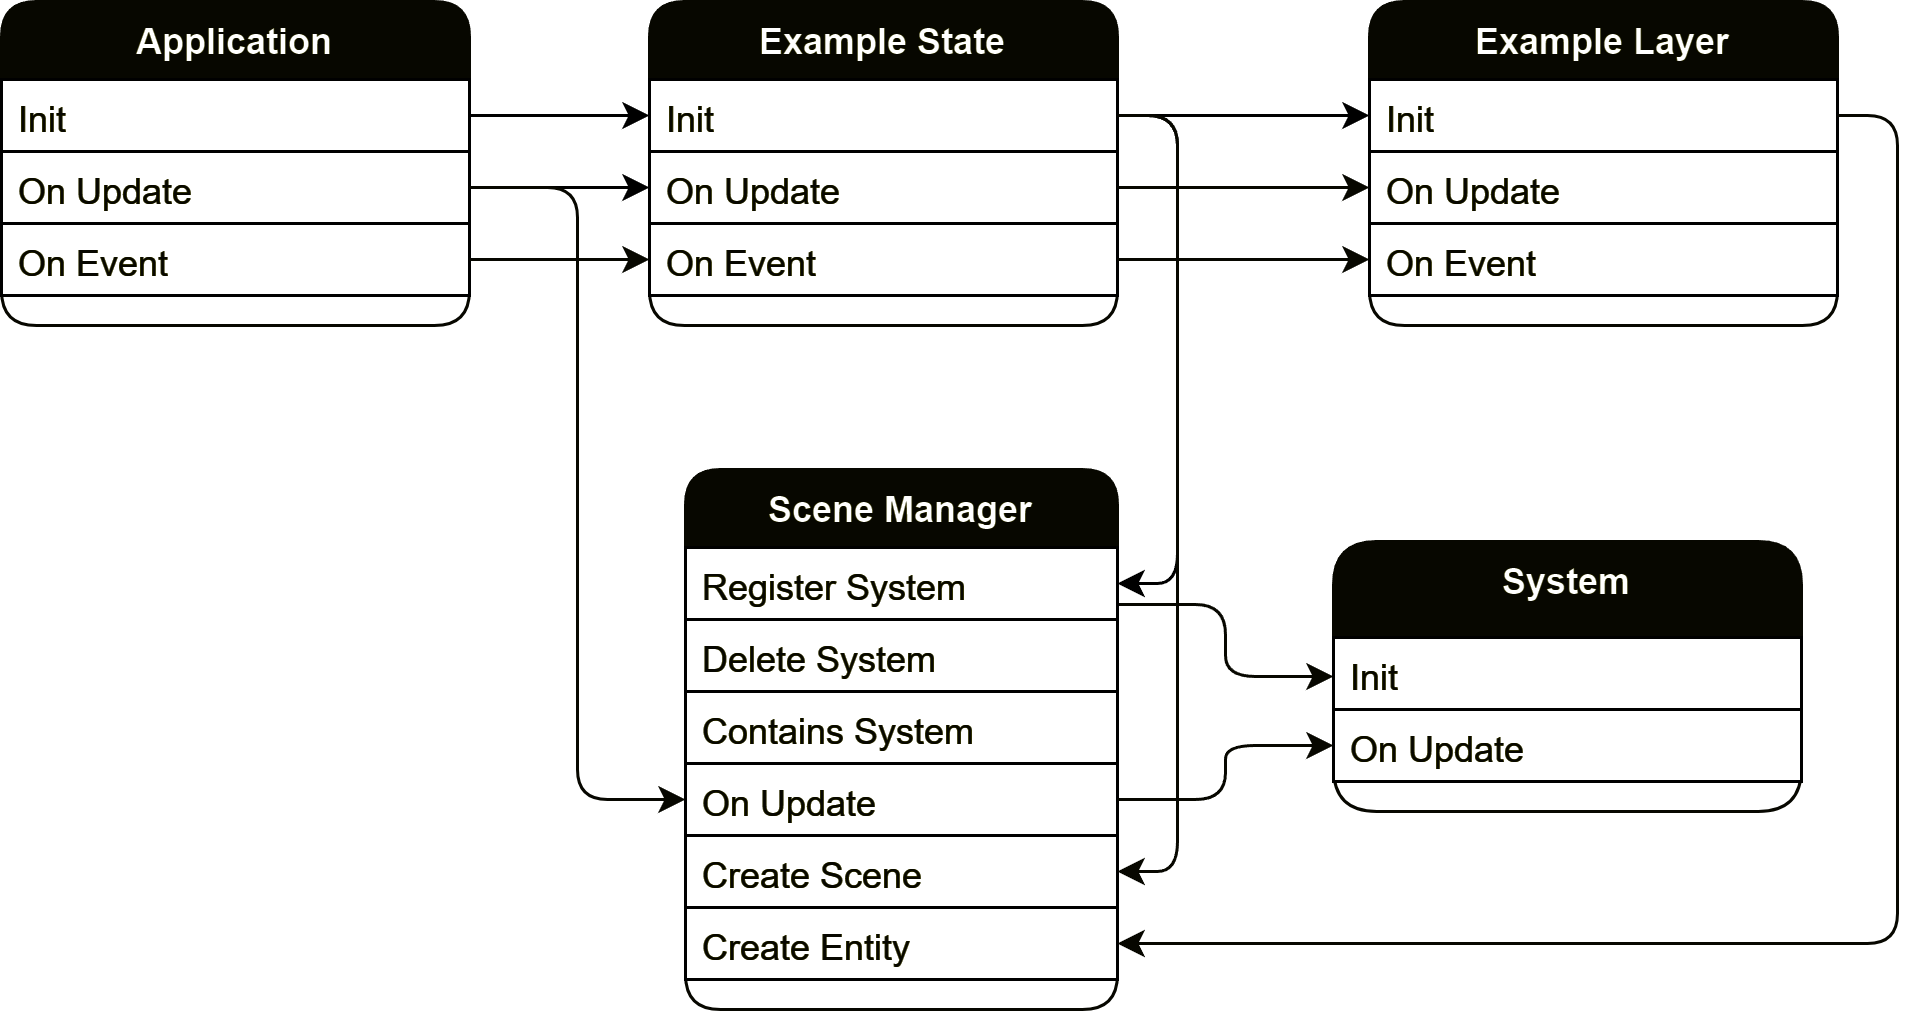 Application
Init
On Update
On Event
Example State
Init
On Update
On Event
Example Layer
Init
On Update
On Event
Scene Manager
Register System
Delete System
Contains System
On Update
Create Scene
Create Entity
System
Init
On Update